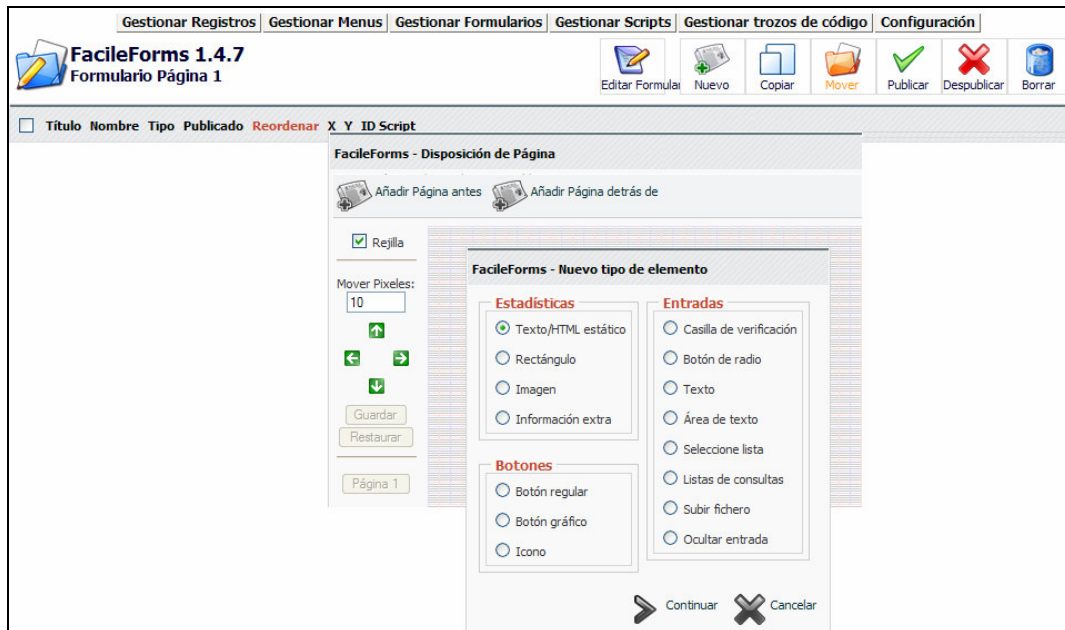 Gestionar Registros Gestionar Menus Gestionar Formularios Gestionar Scripts Gestionar trozos de código Configuración
FacileForms 1.4.7
Formulario Página 1
Editar Formular Nuevo Copiar Mover Publicar Despublicar Borrar
Título Nombre Tipo Publicado Reordenar X Y ID Script
FacileForms - Disposición de Página
Añadir Página antes Añadir Página detrás de
Rejilla
Mover Pixeles:
10
Guardar
Restaurar
Página 1
FacileForms - Nuevo tipo de elemento
Estadísticas
Texto/HTML estático
Rectángulo
Imagen
Información extra
Botones
Botón regular
Botón gráfico
Icono
Entradas
Casilla de verificación
Botón de radio
Texto
Área de texto
Seleccione lista
Listas de consultas
Subir fichero
Ocultar entrada
Continuar Cancelar